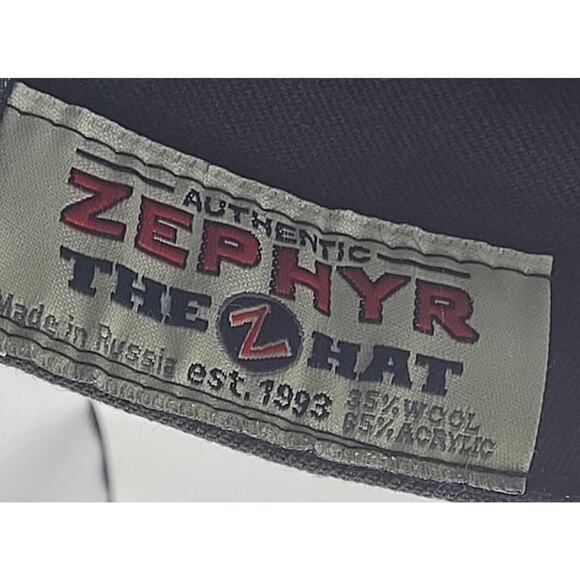 AUTHENTIC
ZEPHYR
THE Z HAT
Made in Russia
est. 1993
35% WOOL
65% ACRYLIC